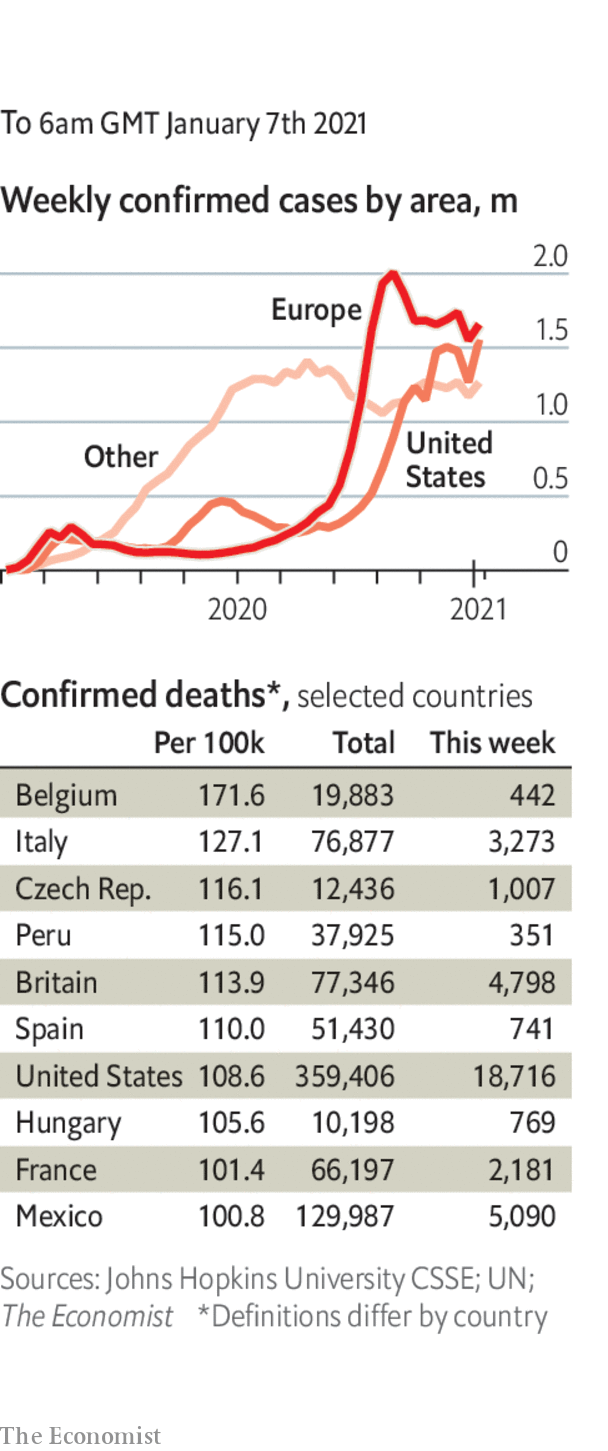 To 6am GMT January 7th 2021
Weekly confirmed cases by area, m
2.0
Europe
1.5
1.0
Other
United
States
0.5
0
2020 2021
Confirmed deaths*, selected countries
Per 100k Total This week
Belgium 171.6 19,883 442
Italy 127.1 76,877 3,273
Czech Rep. 116.1 12,436 1,007
Peru 115.0 37,925 351
Britain 113.9 77,346 4,798
Spain 110.0 51,430 741
United States 108.6 359,406 18,716
Hungary 105.6 10,198 769
France 101.4 66,197 2,181
Mexico 100.8 129,987 5,090
Sources: Johns Hopkins University CSSE; UN;
The Economist *Definitions differ by country
The Economist